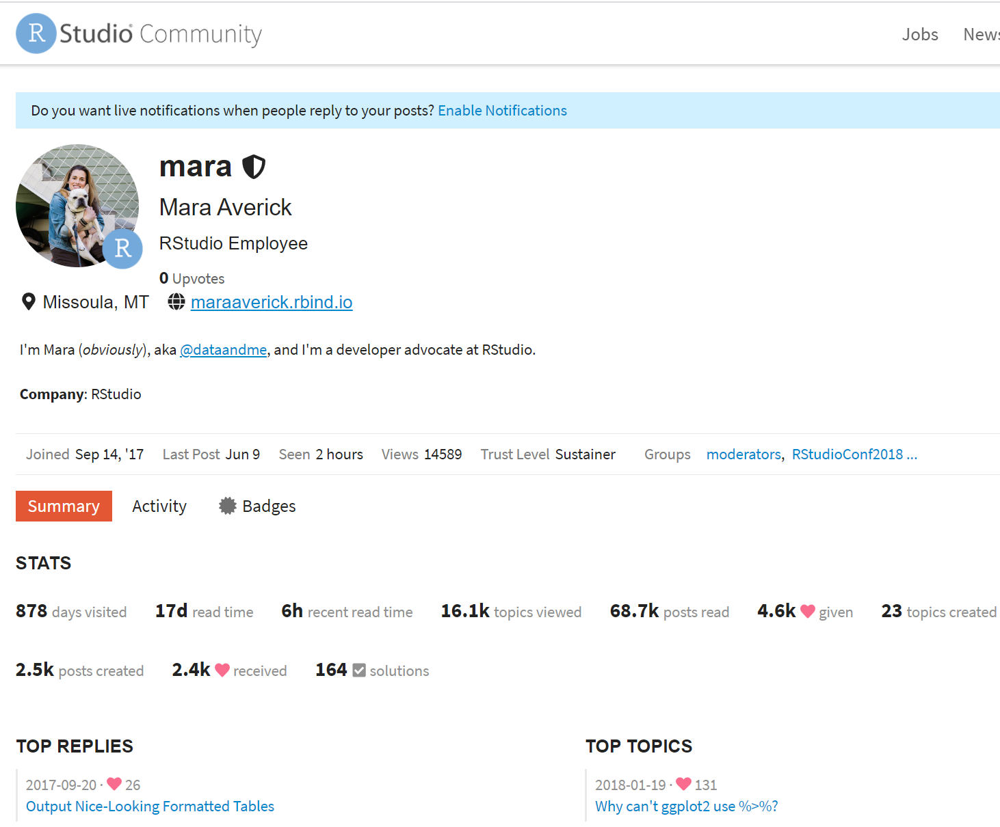 R Studio® Community
Jobs News
Do you want live notifications when people reply to your posts? Enable Notifications
mara
Mara Averick
R
RStudio Employee
0 Upvotes
Missoula, MT maraaverick.rbind.io
I'm Mara (obviously), aka @dataandme, and I'm a developer advocate at RStudio.
Company: RStudio
Joined Sep 14, '17 Last Post Jun 9 Seen 2 hours Views 14589 Trust Level Sustainer Groups moderators, RStudioConf2018 ...
Summary Activity Badges
STATS
878 days visited 17d read time 6h recent read time 16.1k topics viewed 68.7k posts read 4.6k given 23 topics created
2.5k posts created 2.4k received 164 solutions
TOP REPLIES
2017-09-20 · 26
Output Nice-Looking Formatted Tables
TOP TOPICS
2018-01-19 · 131
Why can't ggplot2 use %>%?